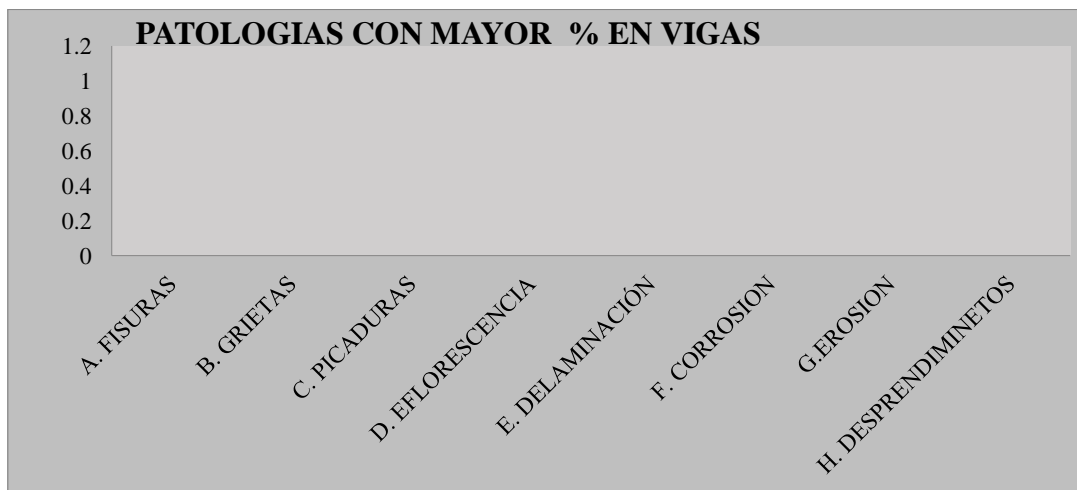 PATOLOGIAS CON MAYOR % EN VIGAS
1.2
1
0.8
0.6
0.4
0.2
0
A. FISURAS
B. GRIETAS
C. PICADURAS
D. EFLORESCENCIA
E. DELAMINACIÓN
F. CORROSION
G.EROSION
H. DESPRENDIMINETOS